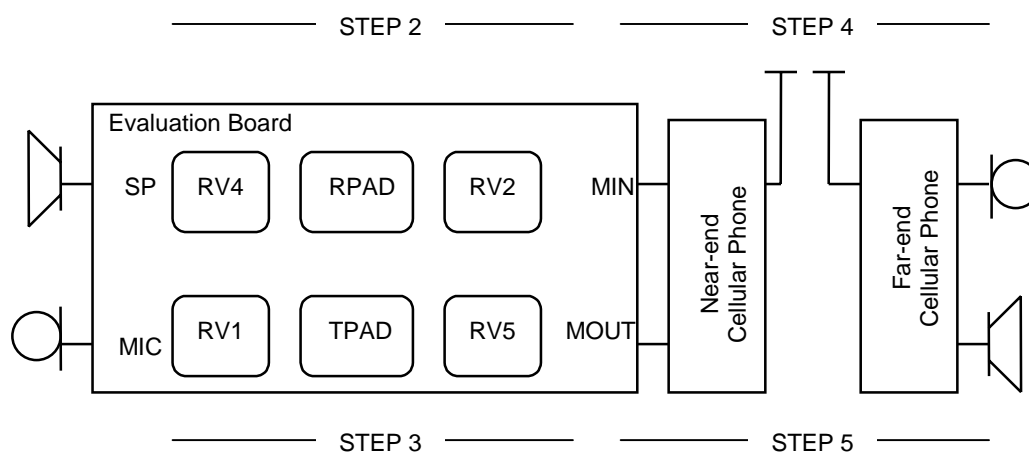 STEP 2
STEP 4
Evaluation Board
SP
RV4
RPAD
RV2
MIN
MIC
RV1
TPAD
RV5
MOUT
Near-end
Cellular Phone
Far-end
Cellular Phone
STEP 3
STEP 5